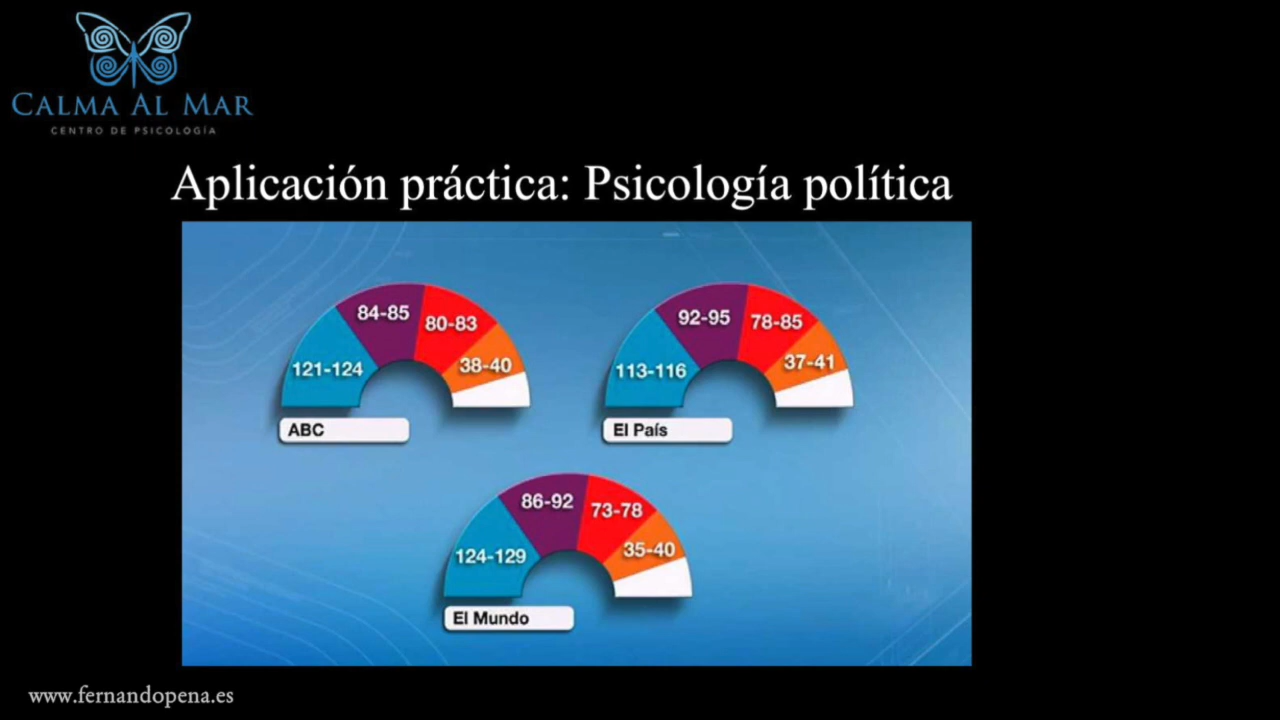 CALMA AL MAR
CENTRO DE PSICOLOGÍA
Aplicación práctica: Psicología política
84-85
80-83
121-124
38-40
ABC
92-95
78-85
113-116
37-41
El País
86-92
73-78
124-129
35-40
El Mundo
www.fernandopena.es